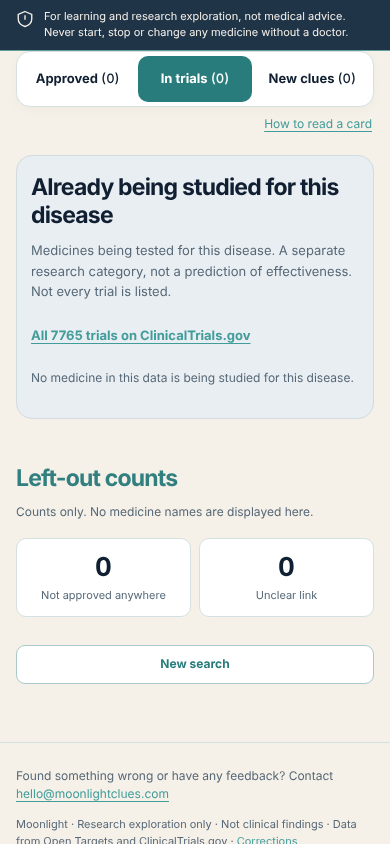 For learning and research exploration, not medical advice.
Never start, stop or change any medicine without a doctor.
Approved (0)
In trials (0)
New clues (0)
How to read a card
Already being studied for this
disease
Medicines being tested for this disease. A separate
research category, not a prediction of effectiveness.
Not every trial is listed.
All 7765 trials on ClinicalTrials.gov
No medicine in this data is being studied for this disease.
Left-out counts
Counts only. No medicine names are displayed here.
0
Not approved anywhere
0
Unclear link
New search
Found something wrong or have any feedback? Contact
hello@moonlightclues.com
Moonlight · Research exploration only · Not clinical findings · Data
from Open Targets and ClinicalTrials.gov · Corrections